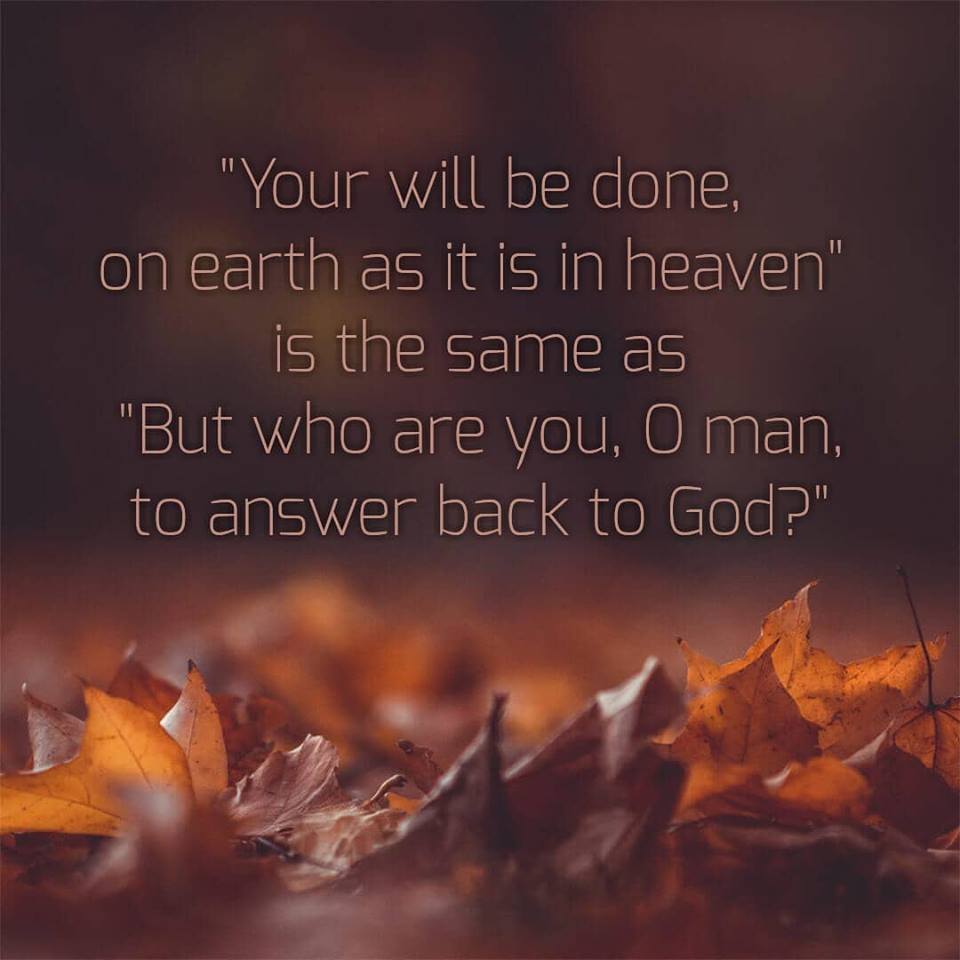 "Your will be done,
on earth as it is in heaven"
is the same as
"But who are you, O man,
to answer back to God?"